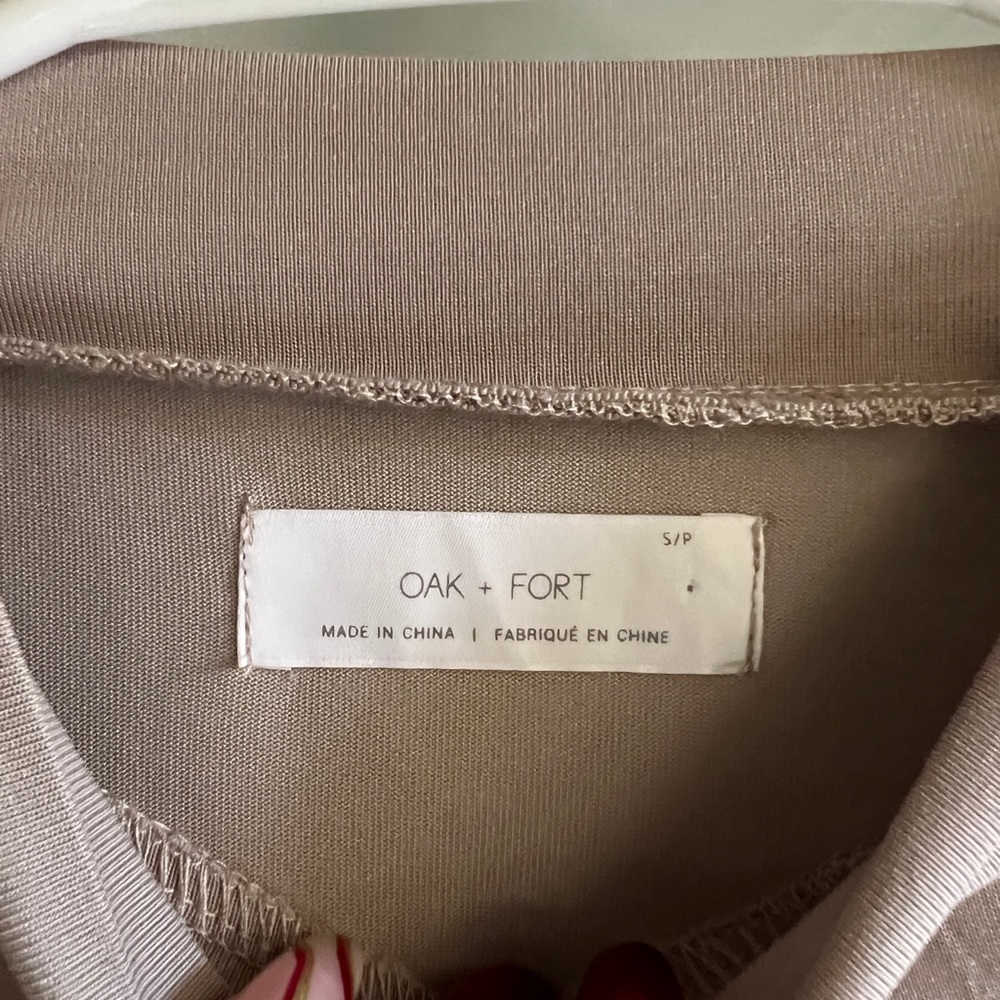 S/P
OAK + FORT
MADE IN CHINA | FABRIQUÉ EN CHINE